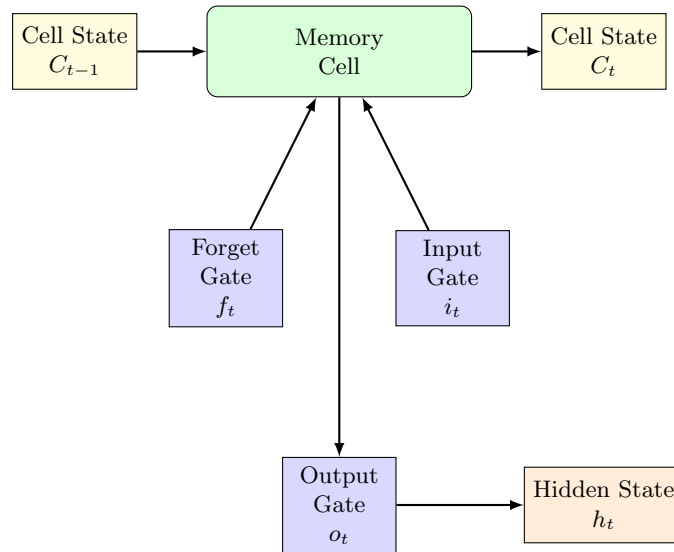 Cell State
C_{t−1}
Memory
Cell
Cell State
C_t
Forget
Gate
f_t
Input
Gate
i_t
Output
Gate
o_t
Hidden State
h_t